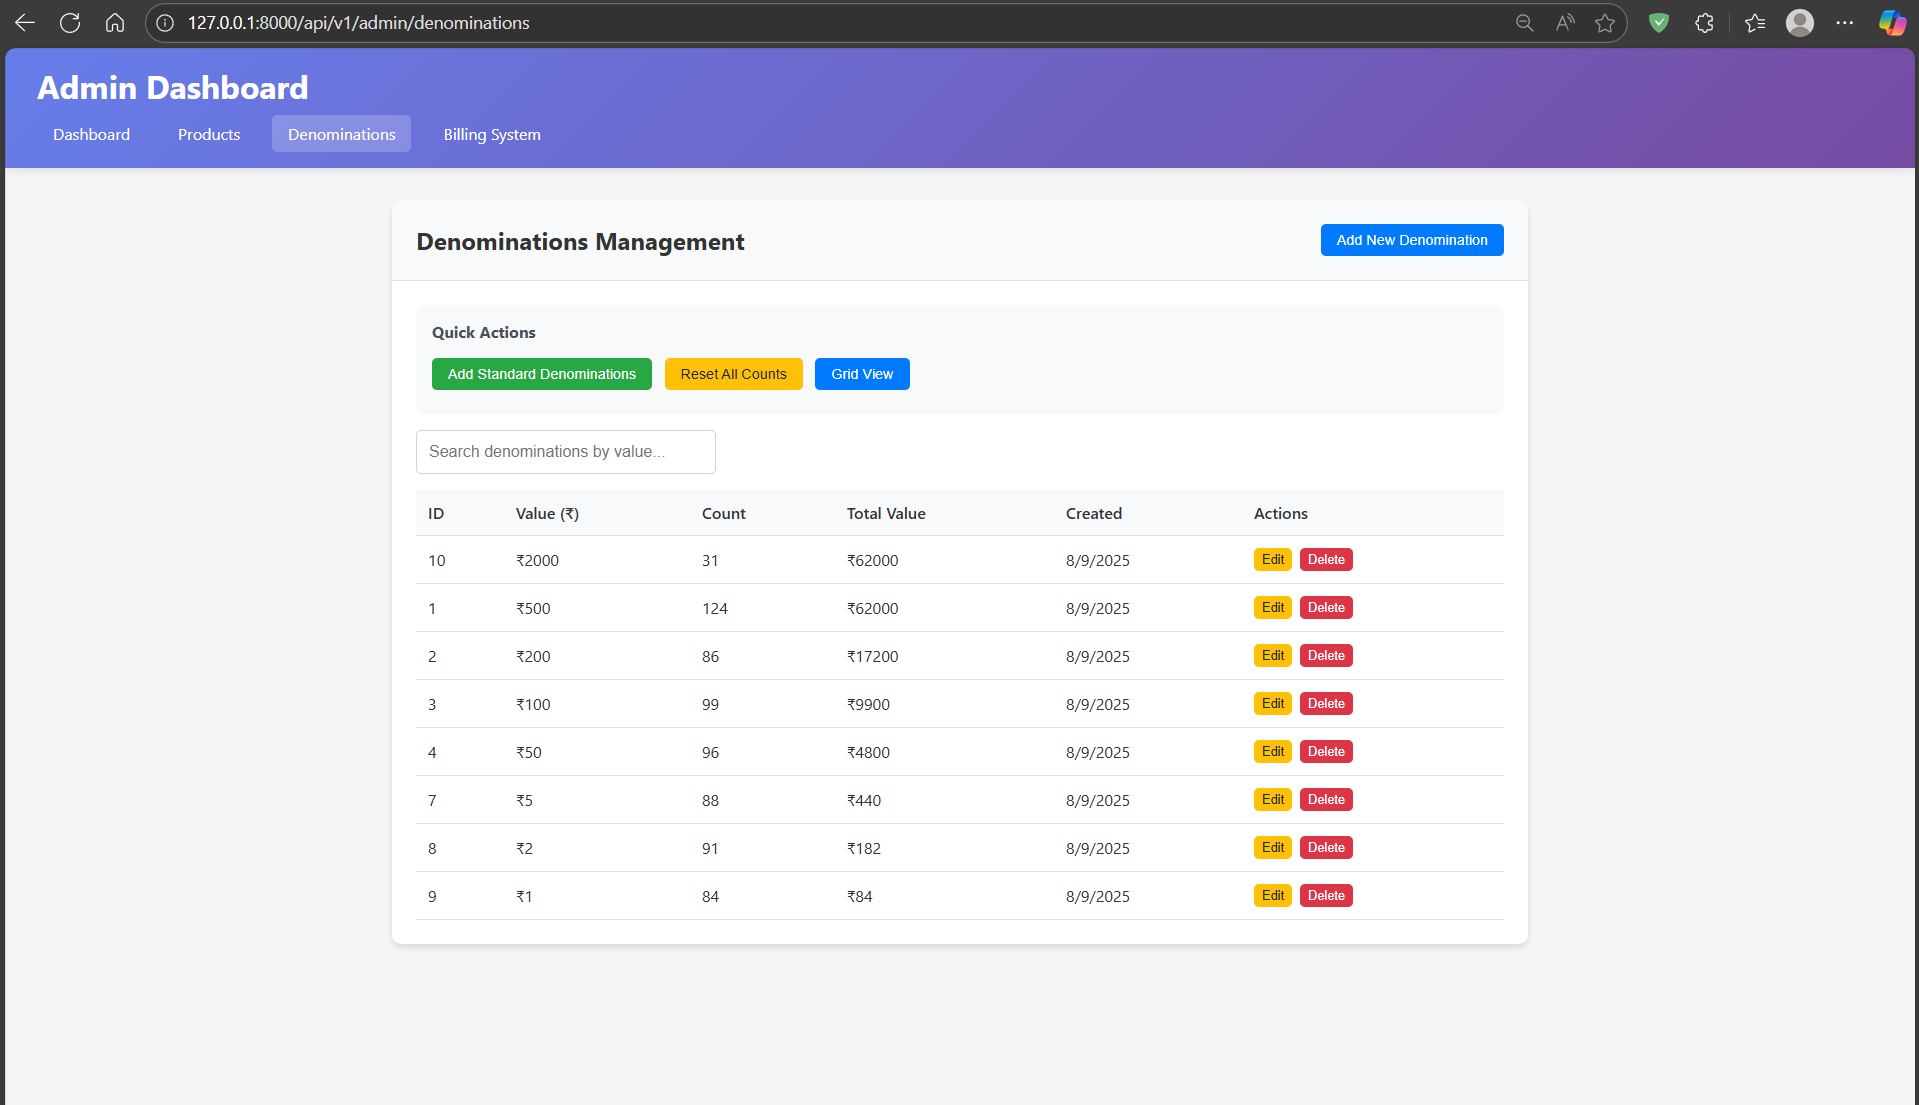 127.0.0.1:8000/api/v1/admin/denominations
Admin Dashboard
Dashboard Products Denominations Billing System
Denominations Management Add New Denomination
Quick Actions
Add Standard Denominations Reset All Counts Grid View
Search denominations by value...
ID Value (₹) Count Total Value Created Actions
10 ₹2000 31 ₹62000 8/9/2025 Edit Delete
1 ₹500 124 ₹62000 8/9/2025 Edit Delete
2 ₹200 86 ₹17200 8/9/2025 Edit Delete
3 ₹100 99 ₹9900 8/9/2025 Edit Delete
4 ₹50 96 ₹4800 8/9/2025 Edit Delete
7 ₹5 88 ₹440 8/9/2025 Edit Delete
8 ₹2 91 ₹182 8/9/2025 Edit Delete
9 ₹1 84 ₹84 8/9/2025 Edit Delete